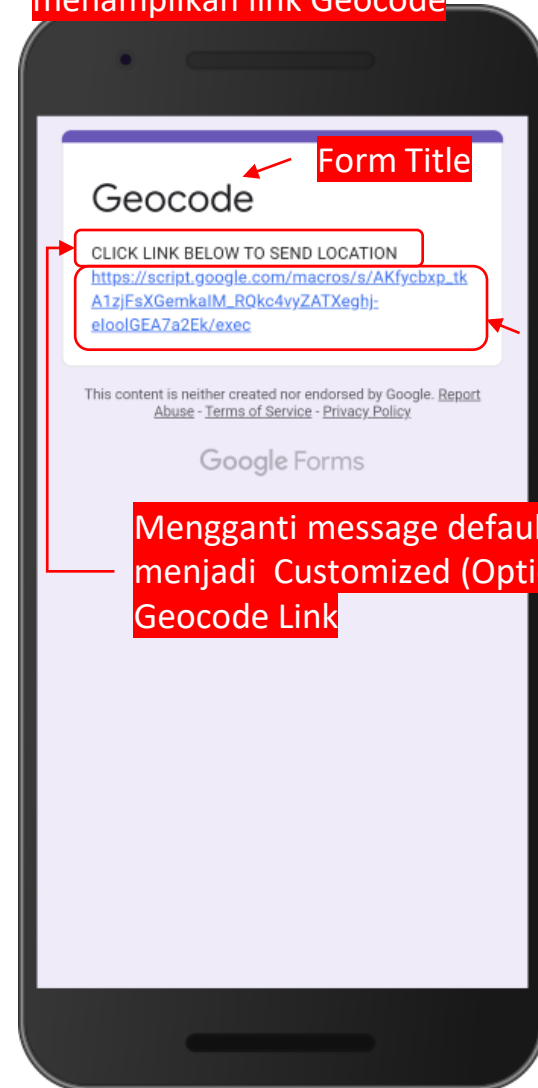 menampilkan link Geocode
Form Title
Geocode
CLICK LINK BELOW TO SEND LOCATION
https://script.google.com/macros/s/AKfycbxp_tk
A1zjFsXGemkaIM_RQkc4vyZATXeghj-
eIooIGEA7a2Ek/exec
This content is neither created nor endorsed by Google. Report
Abuse - Terms of Service - Privacy Policy
Google Forms
Mengganti message defaul
menjadi Customized (Opti
Geocode Link